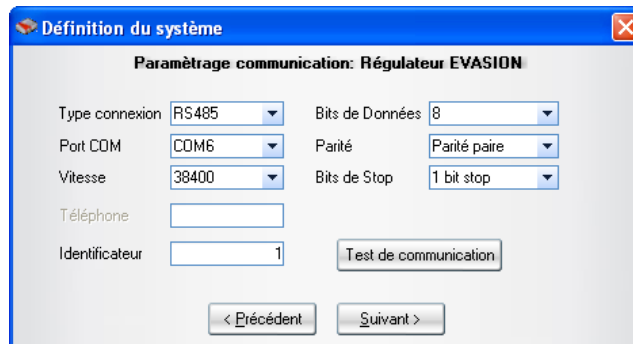 Définition du système
Paramètrage communication: Régulateur EVASION
Type connexion RS485 Bits de Données 8
Port COM COM6 Parité Parité paire
Vitesse 38400 Bits de Stop 1 bit stop
Téléphone
Identificateur 1 Test de communication
< Précédent Suivant >